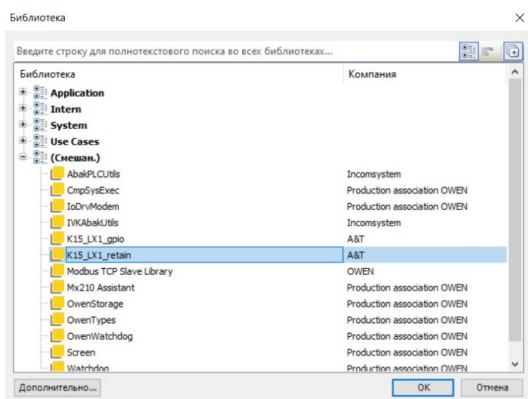 Библиотека
Введите строку для полнотекстового поиска во всех библиотеках...
Библиотека Компания
Application
Intern
System
Use Cases
(Смешан.)
AbakPLCUtils Incomsystem
CmpSysExec Production association OWEN
IoDrvModem Production association OWEN
IVKAbakUtils Incomsystem
K15_LX1_gpio A&T
K15_LX1_retain A&T
Modbus TCP Slave Library OWEN
Mx210 Assistant Production association OWEN
OwenStorage Production association OWEN
OwenTypes Production association OWEN
OwenWatchdog Production association OWEN
Screen Production association OWEN
Watchdog Production association OWEN
Дополнительно... OK Отмена